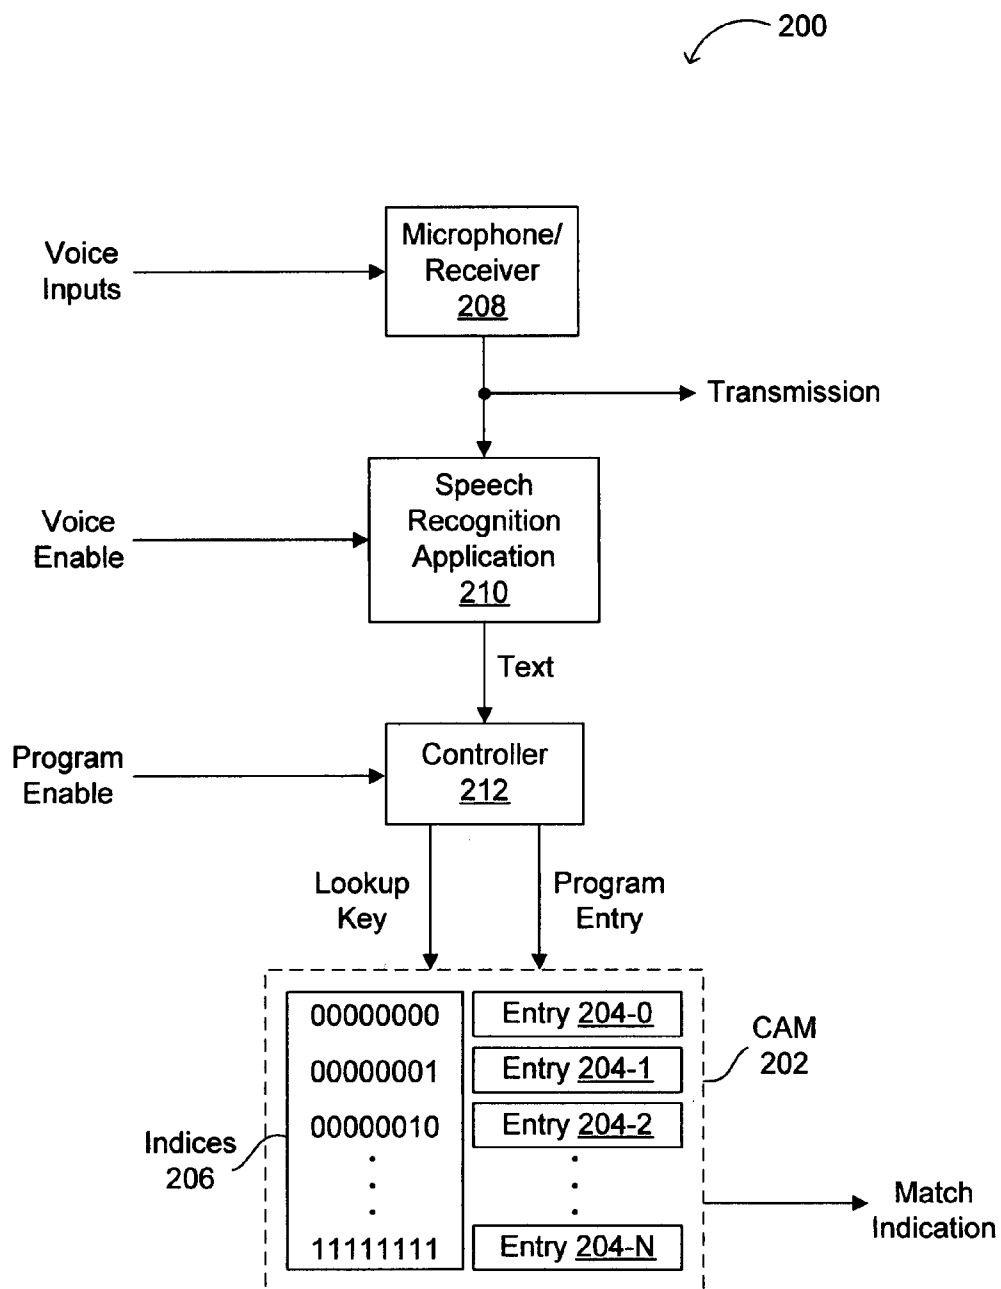 200
Microphone/
Receiver
208
Voice
Inputs
Transmission
Speech
Recognition
Application
210
Voice
Enable
Text
Controller
212
Program
Enable
Lookup
Key
Program
Entry
00000000
Entry 204-0
00000001
Entry 204-1
00000010
Entry 204-2
11111111
Entry 204-N
CAM
202
Indices
206
Match
Indication